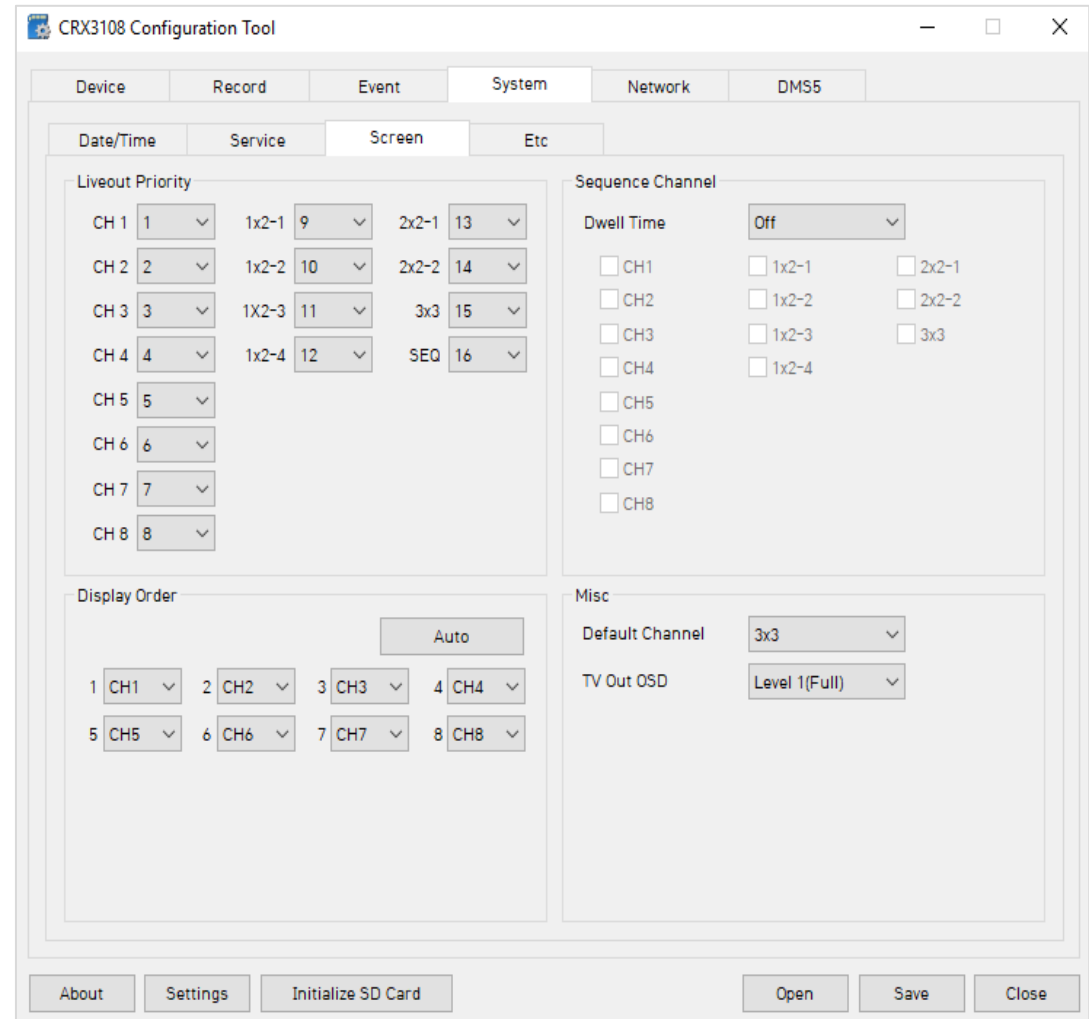 CRX3108 Configuration Tool
Device Record Event System Network DMS5
Date/Time Service Screen Etc
Liveout Priority
CH 1 1 1x2-1 9 2x2-1 13
CH 2 2 1x2-2 10 2x2-2 14
CH 3 3 1X2-3 11 3x3 15
CH 4 4 1x2-4 12 SEQ 16
CH 5 5
CH 6 6
CH 7 7
CH 8 8
Sequence Channel
Dwell Time Off
CH1 1x2-1 2x2-1
CH2 1x2-2 2x2-2
CH3 1x2-3 3x3
CH4 1x2-4
CH5
CH6
CH7
CH8
Display Order
Auto
1 CH1 2 CH2 3 CH3 4 CH4
5 CH5 6 CH6 7 CH7 8 CH8
Misc
Default Channel 3x3
TV Out OSD Level 1(Full)
About Settings Initialize SD Card Open Save Close